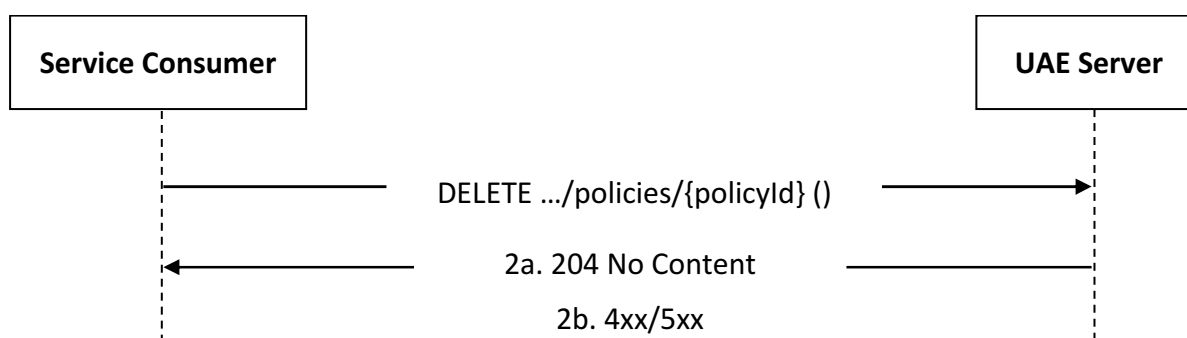 Service Consumer
UAE Server
DELETE …/policies/{policyId} ()
2a. 204 No Content
2b. 4xx/5xx